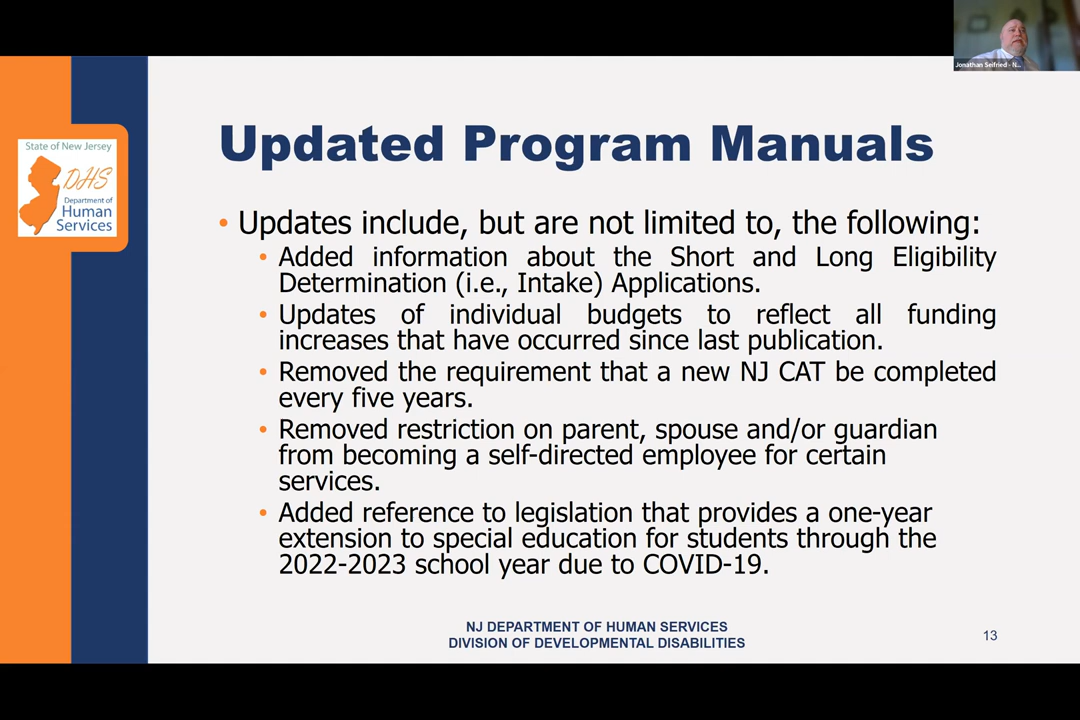 Jonathan Seifried - N...
State of New Jersey
DHS
Department of
Human
Services
Updated Program Manuals
• Updates include, but are not limited to, the following:
• Added information about the Short and Long Eligibility
Determination (i.e., Intake) Applications.
• Updates of individual budgets to reflect all funding
increases that have occurred since last publication.
• Removed the requirement that a new NJ CAT be completed
every five years.
• Removed restriction on parent, spouse and/or guardian
from becoming a self-directed employee for certain
services.
• Added reference to legislation that provides a one-year
extension to special education for students through the
2022-2023 school year due to COVID-19.
NJ DEPARTMENT OF HUMAN SERVICES
DIVISION OF DEVELOPMENTAL DISABILITIES
13